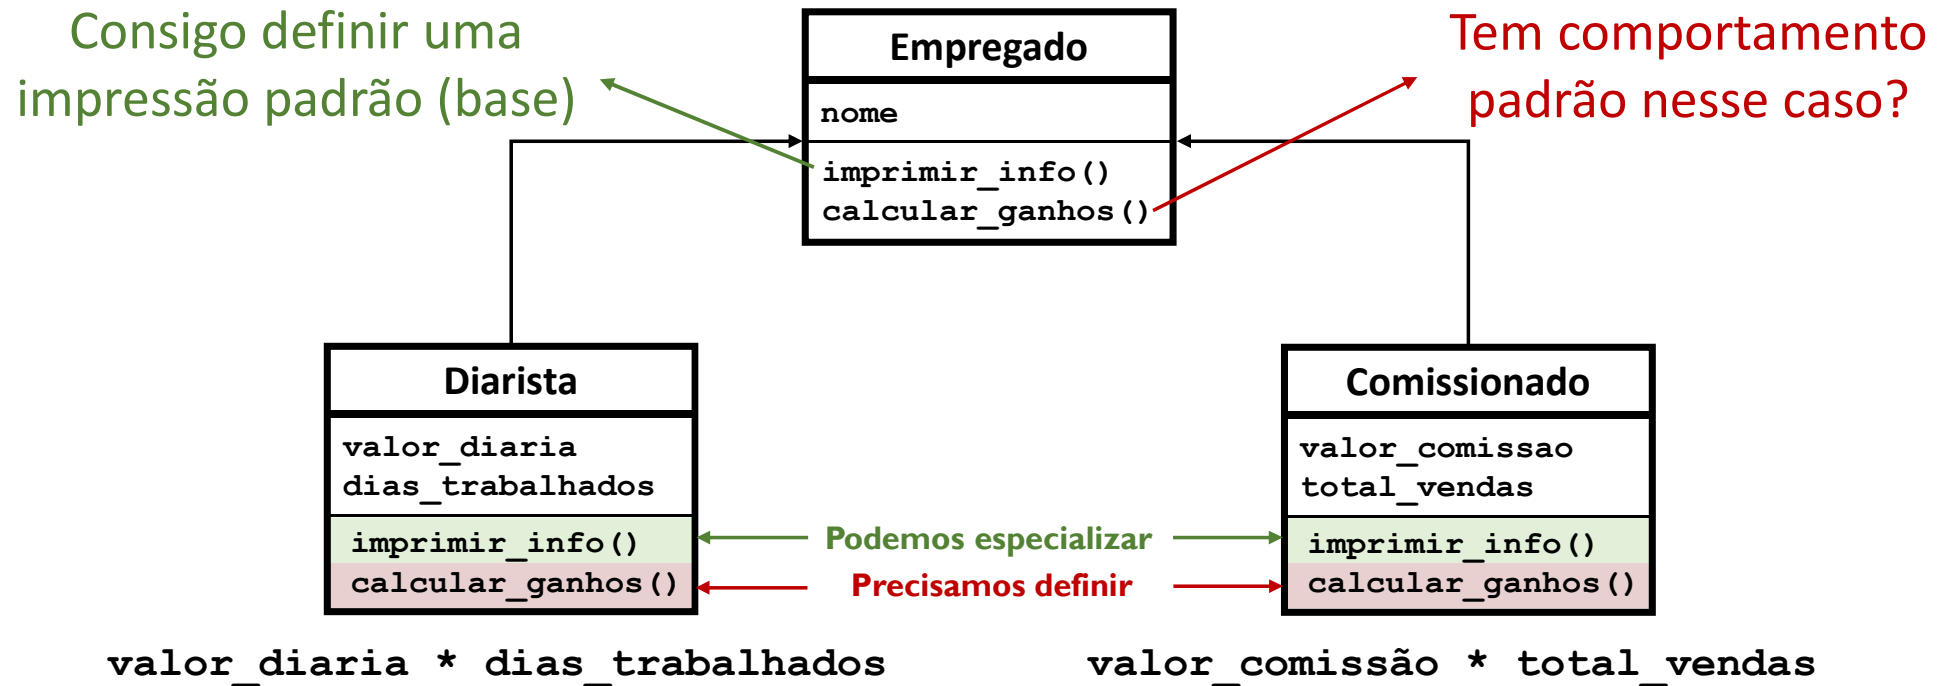 Consigo definir uma
impressão padrão (base)
Empregado
nome
imprimir_info()
calcular_ganhos()
Tem comportamento
padrão nesse caso?
Diarista
valor_diaria
dias_trabalhados
imprimir_info()
calcular_ganhos()
Podemos especializar
Precisamos definir
Comissionado
valor_comissao
total_vendas
imprimir_info()
calcular_ganhos()
valor_diaria * dias_trabalhados
valor_comissão * total_vendas